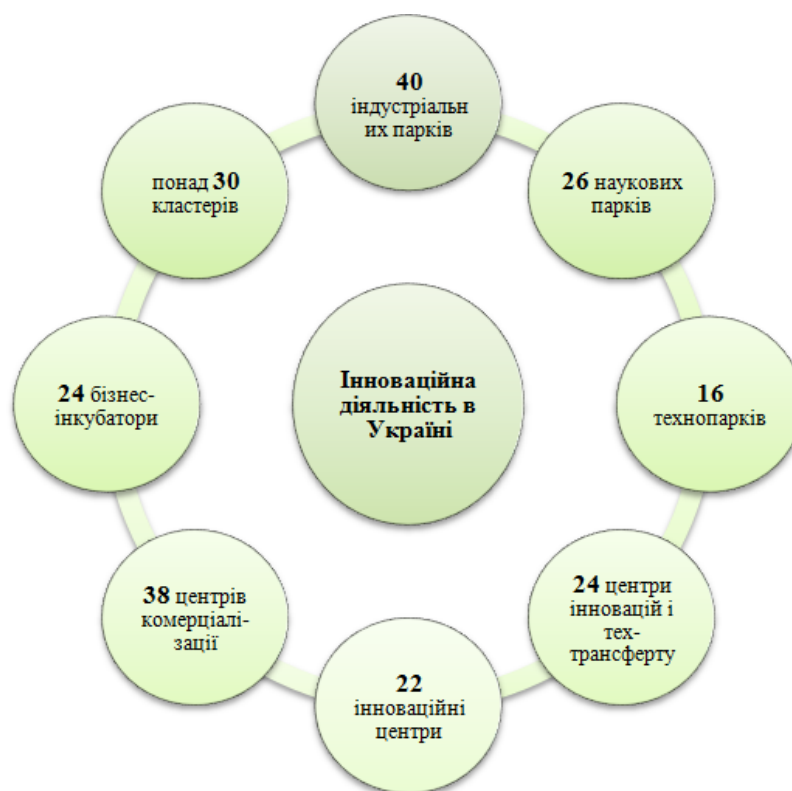 40
індустріальн
их парків
26 наукових
парків
16
технопарків
24 центри
інновацій і
тех-
трансферту
22
інноваційні
центри
38 центрів
комерціалі-
зації
24 бізнес-
інкубатори
понад 30
кластерів
Інноваційна
діяльність в
Україні